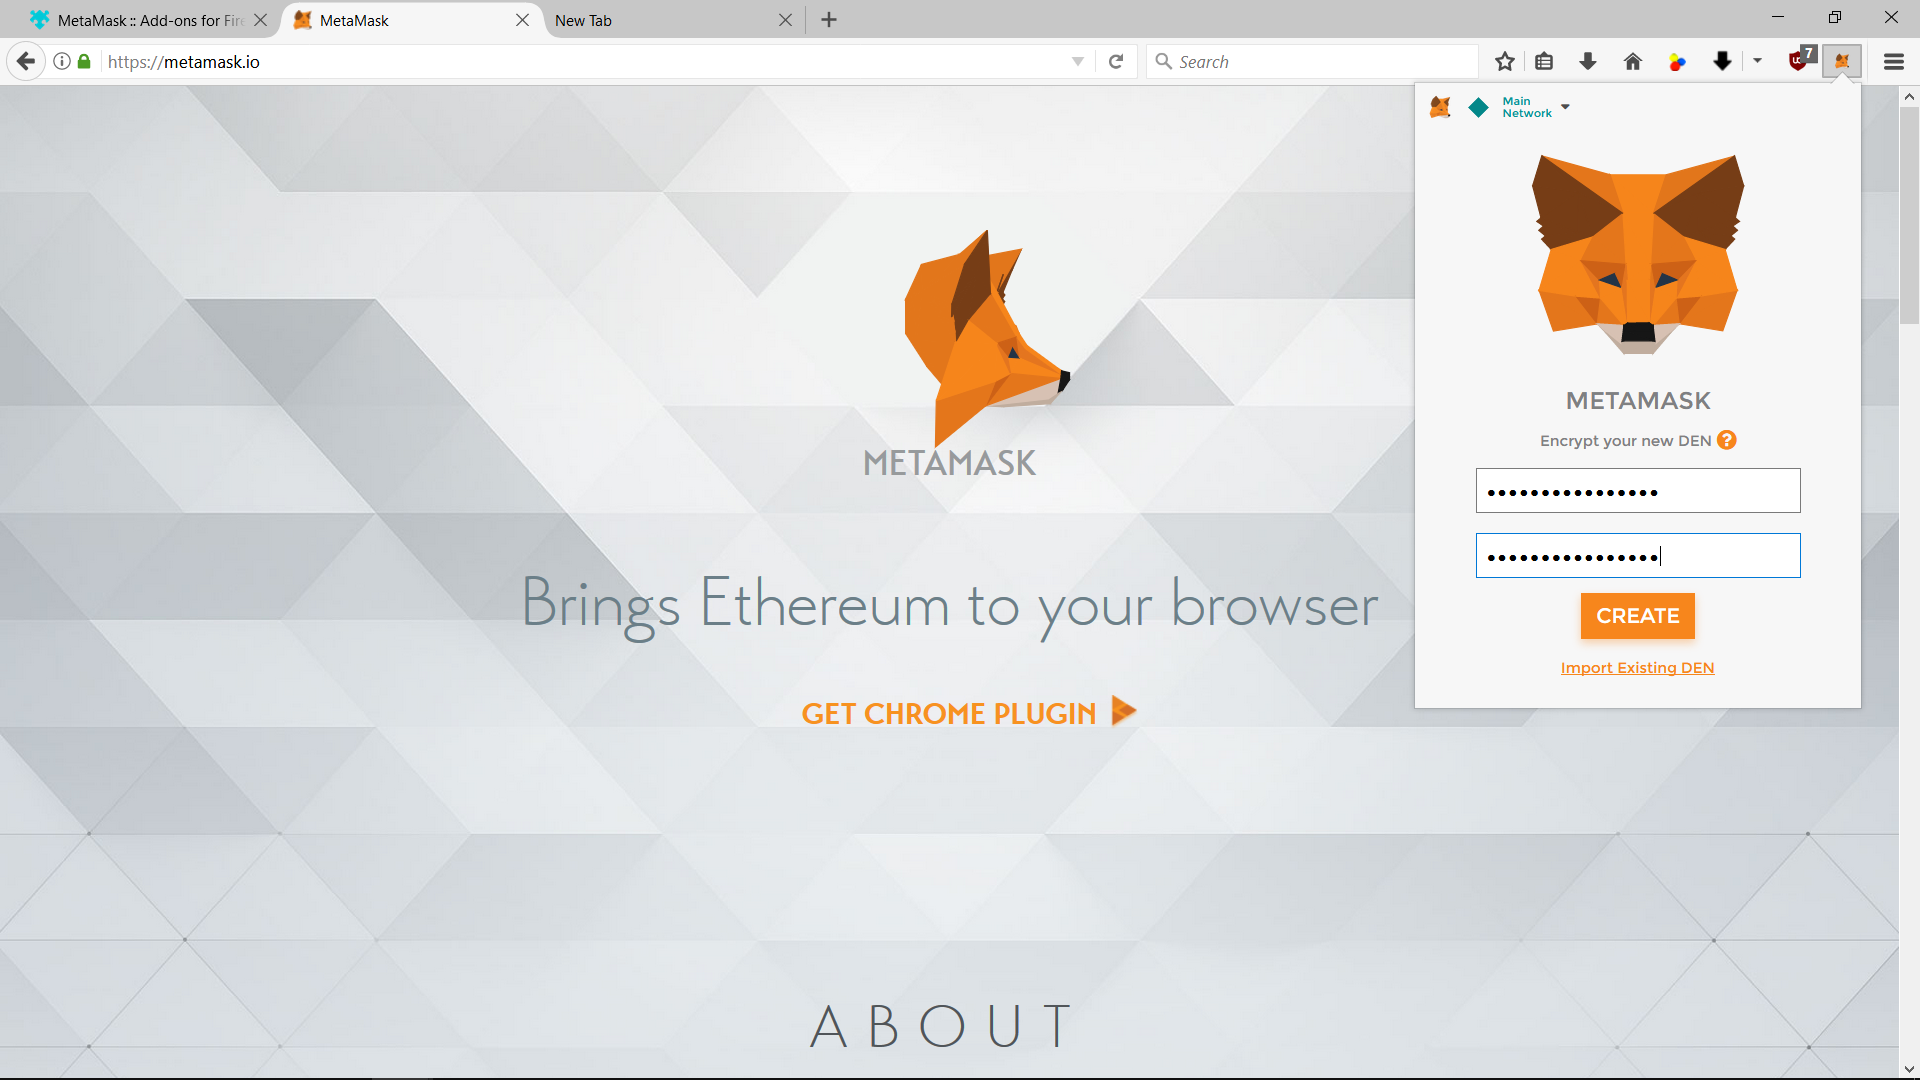 MetaMask :: Add-ons for Fire
MetaMask
New Tab
https://metamask.io
Search
7
Main
Network
METAMASK
Encrypt your new DEN ?
••••••••••••••••
••••••••••••••••
CREATE
Import Existing DEN
METAMASK
Brings Ethereum to your browser
GET CHROME PLUGIN
ABOUT